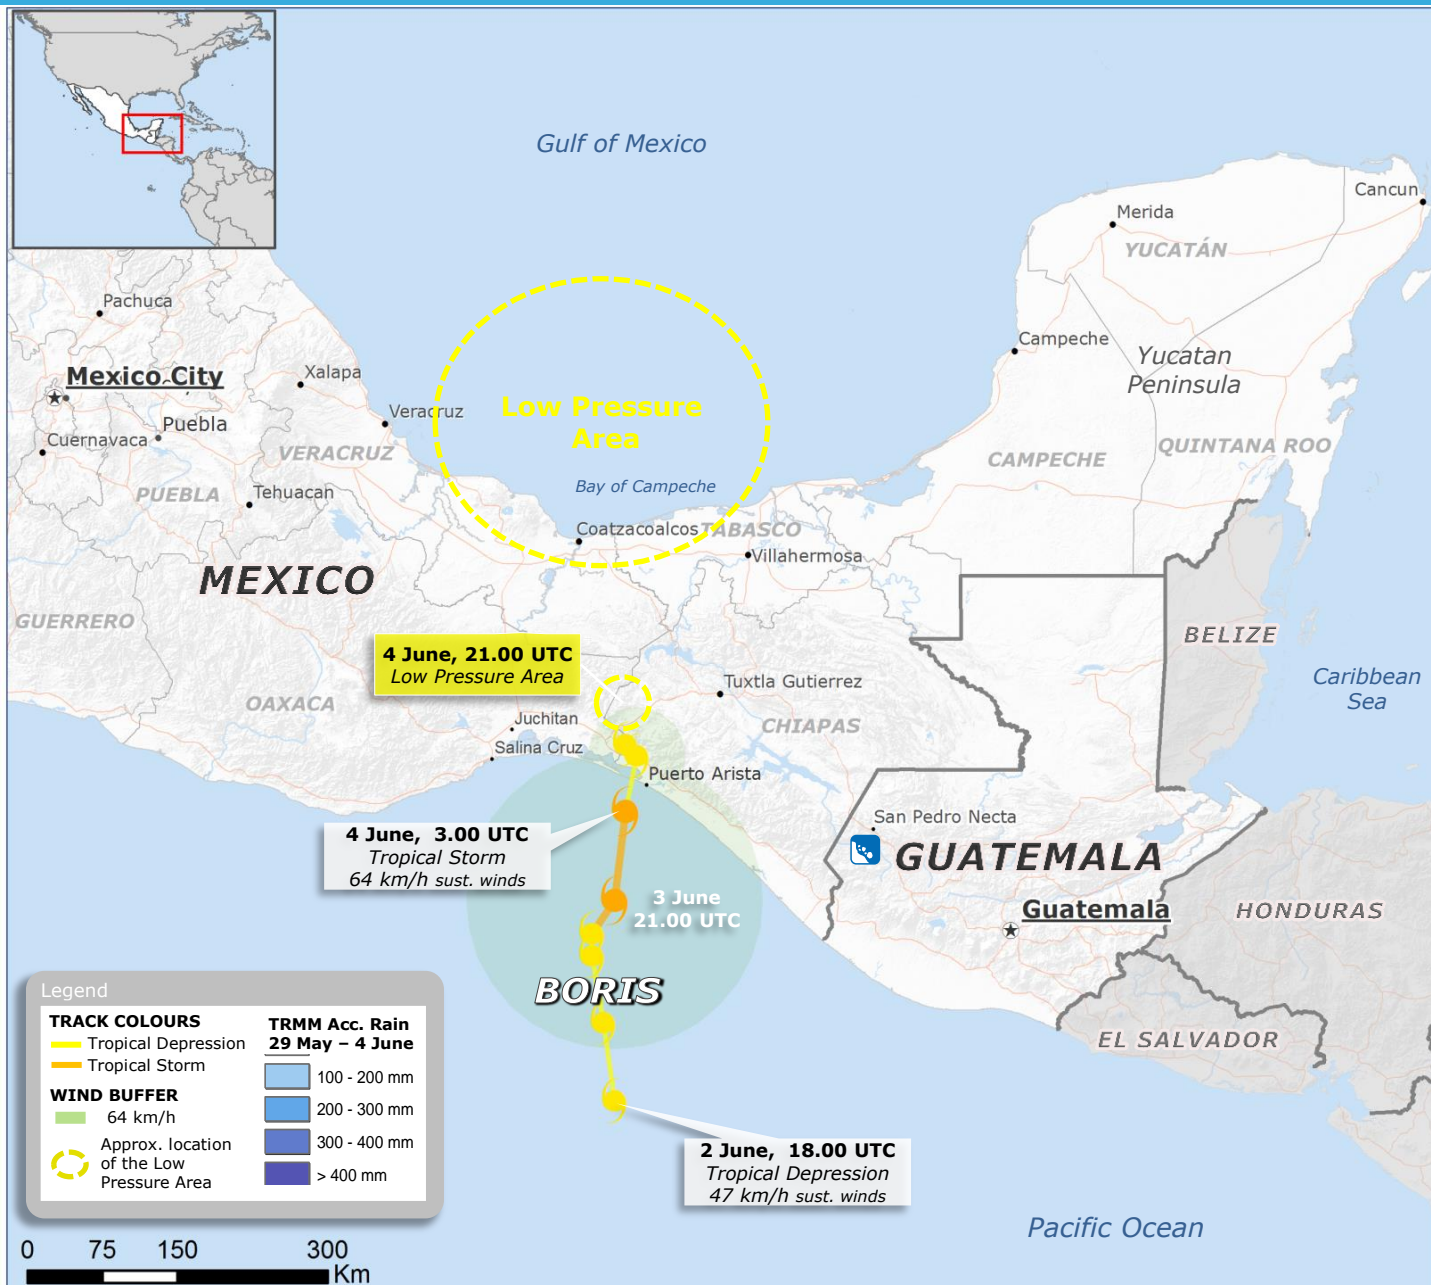 Gulf of Mexico
Cancun
Merida
YUCATÁN
Pachuca
Campeche
Yucatan
Peninsula
Mexico City
Xalapa
Veracruz
Low Pressure
Area
Puebla
Cuernavaca
VERACRUZ
CAMPECHE
QUINTANA ROO
PUEBLA
Tehuacan
Bay of Campeche
Coatzacoalcos
TABASCO
Villahermosa
MEXICO
GUERRERO
BELIZE
4 June, 21.00 UTC
Low Pressure Area
Tuxtla Gutierrez
Caribbean
Sea
OAXACA
Juchitan
CHIAPAS
Salina Cruz
Puerto Arista
4 June, 3.00 UTC
Tropical Storm
64 km/h sust. winds
San Pedro Necta
GUATEMALA
3 June
21.00 UTC
Guatemala
HONDURAS
BORIS
EL SALVADOR
Legend
TRACK COLOURS
Tropical Depression
Tropical Storm
WIND BUFFER
64 km/h
Approx. location
of the Low
Pressure Area
TRMM Acc. Rain
29 May – 4 June
100 - 200 mm
200 - 300 mm
300 - 400 mm
> 400 mm
2 June, 18.00 UTC
Tropical Depression
47 km/h sust. winds
Pacific Ocean
0 75 150 300
Km